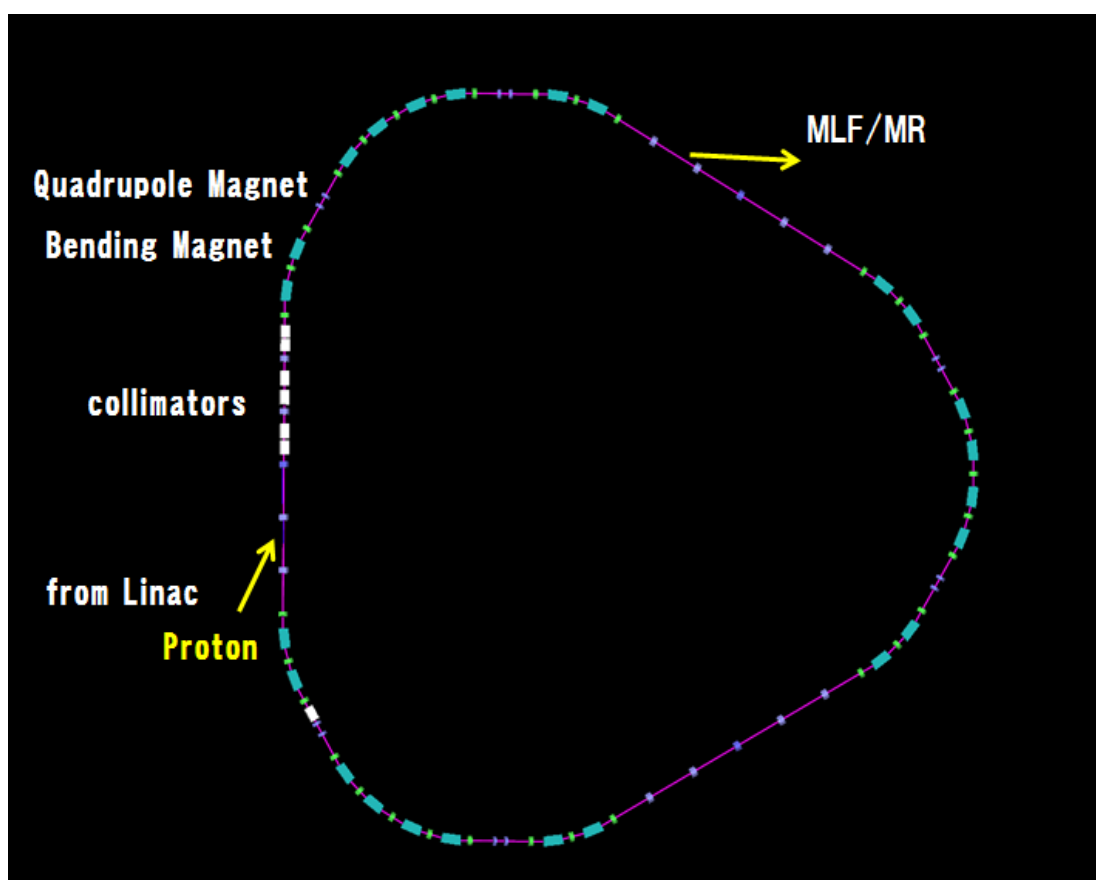 MLF/MR
Quadrupole Magnet
Bending Magnet
collimators
from Linac
Proton